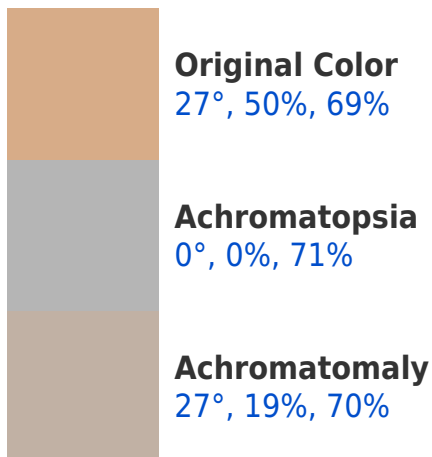 Original Color
27°, 50%, 69%
Achromatopsia
0°, 0%, 71%
Achromatomaly
27°, 19%, 70%